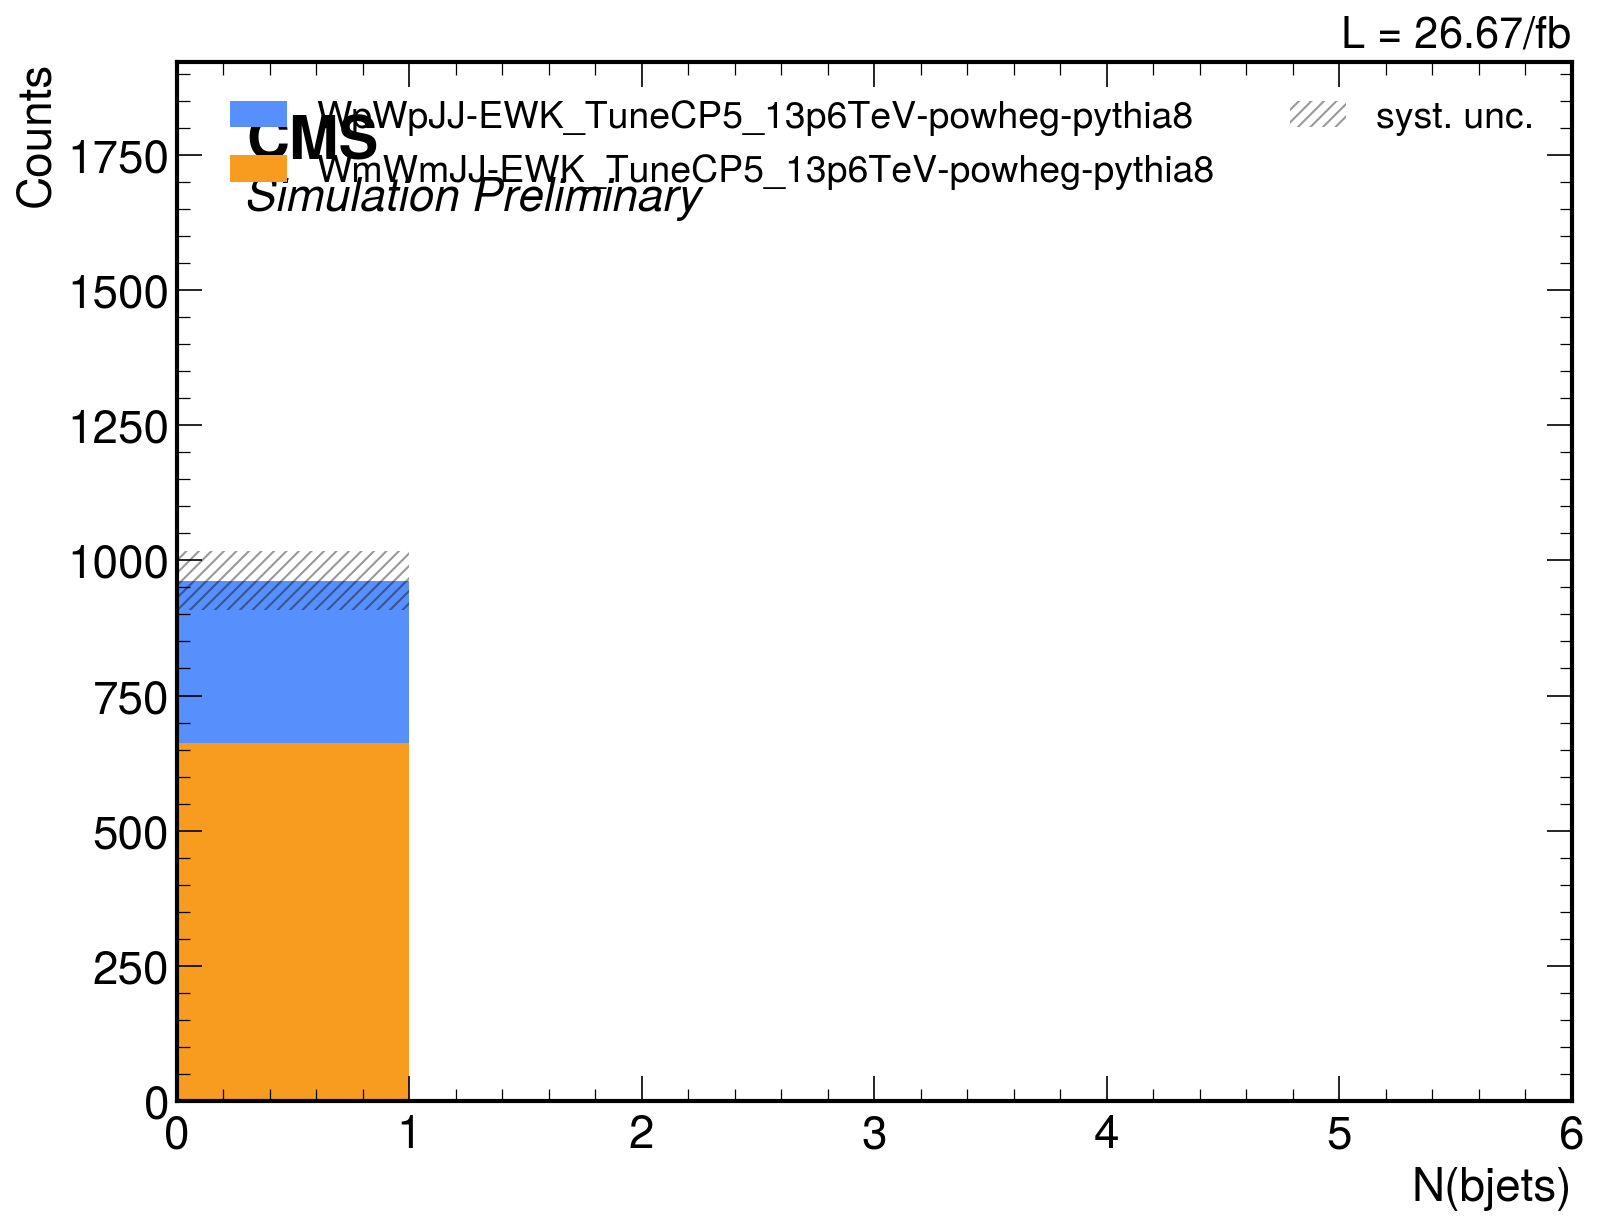 L = 26.67/fb
Counts
WpWpJJ-EWK_TuneCP5_13p6TeV-powheg-pythia8
syst. unc.
CMS
WmWmJJ-EWK_TuneCP5_13p6TeV-powheg-pythia8
Simulation Preliminary
1750
1500
1250
1000
750
500
250
0
0 1 2 3 4 5 6
N(bjets)